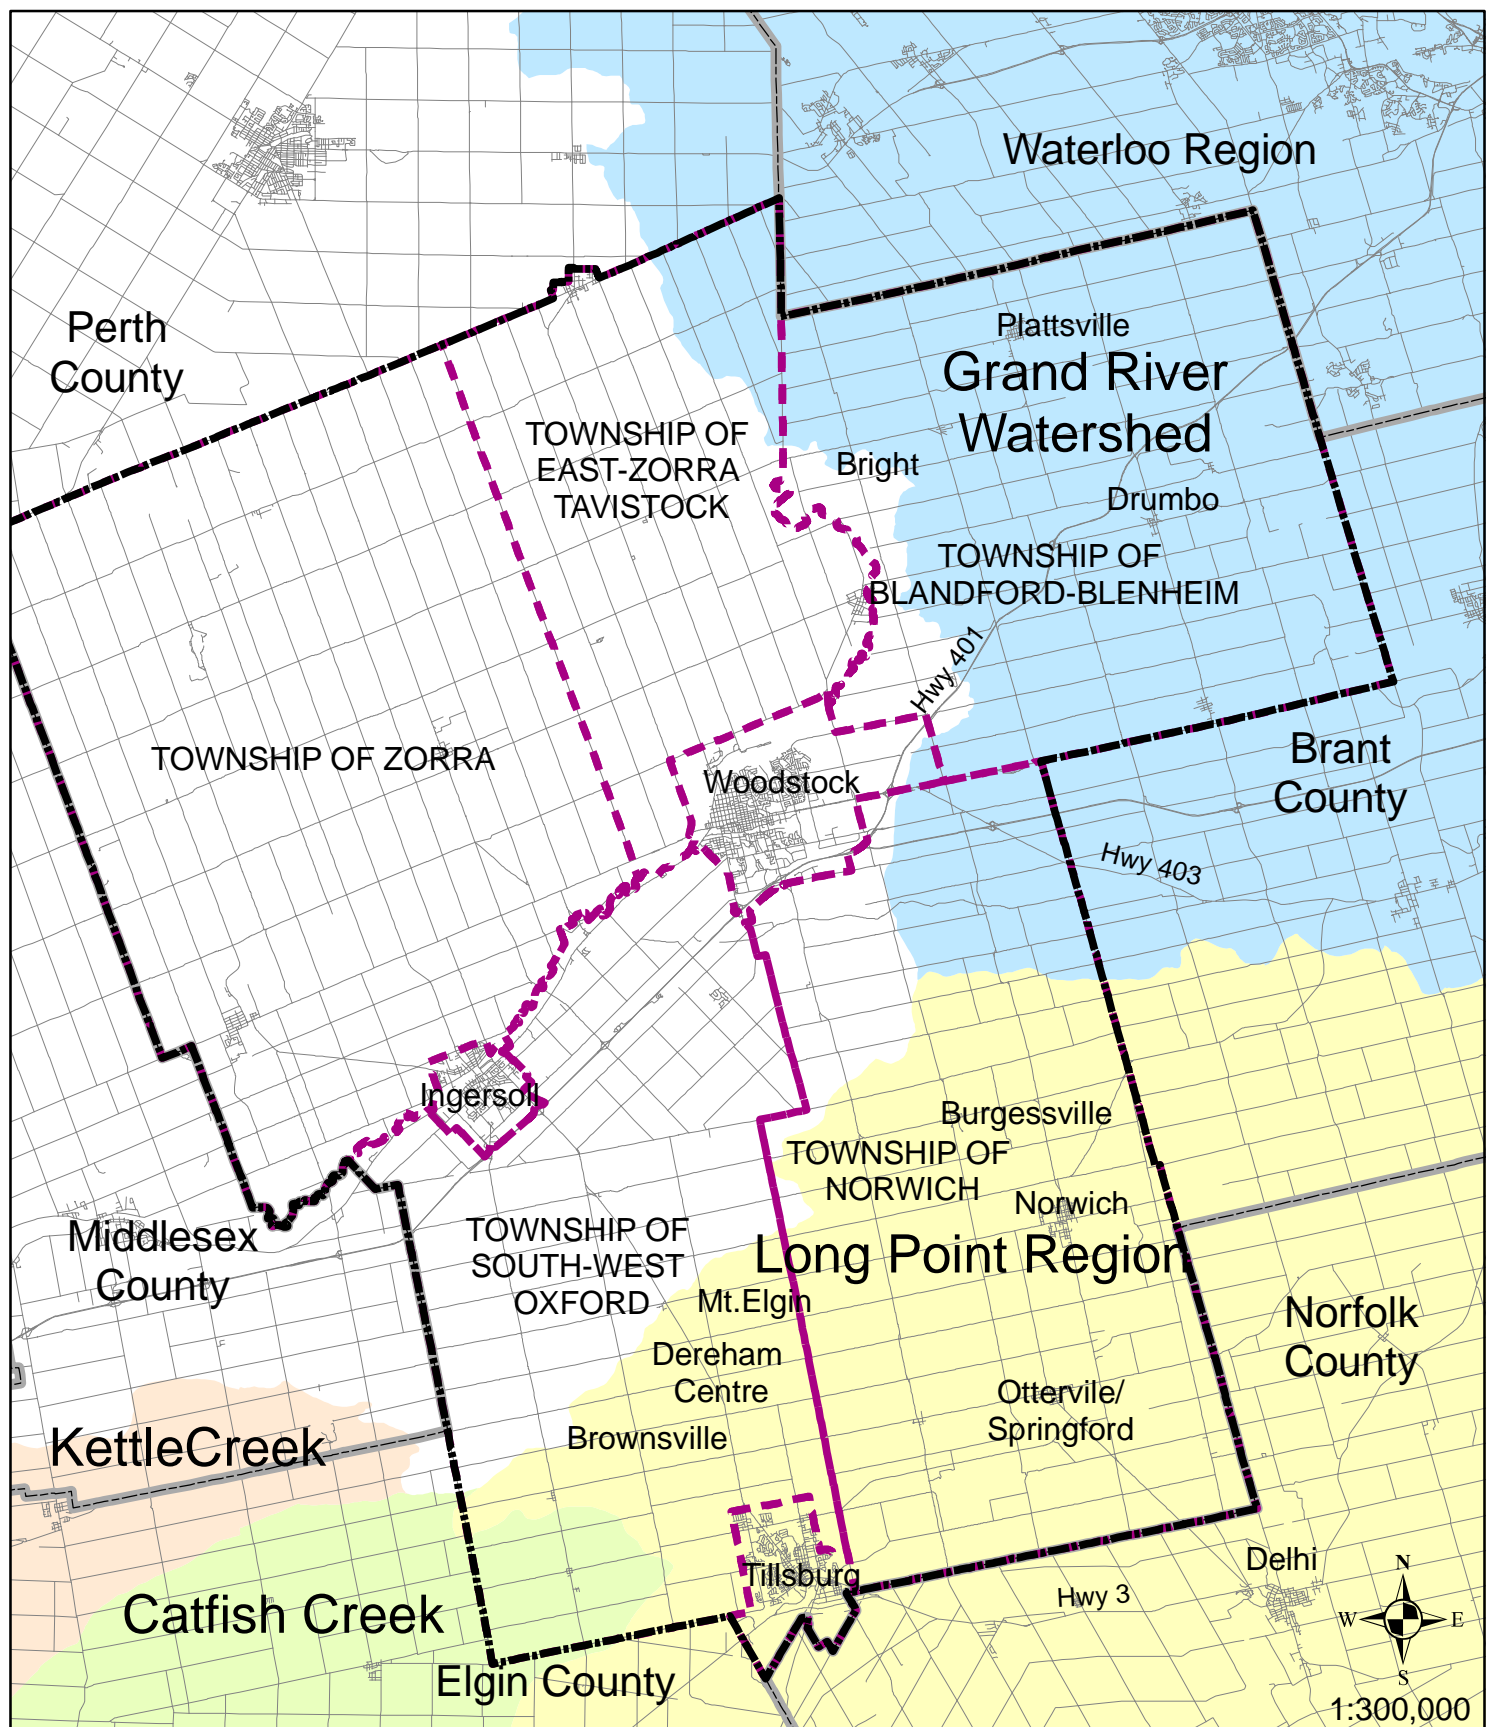 Waterloo Region
Perth
County
Plattsville
Grand River
Watershed
TOWNSHIP OF
EAST-ZORRA
TAVISTOCK
Bright
Drumbo
TOWNSHIP OF
BLANDFORD-BLENHEIM
Hwy 401
TOWNSHIP OF ZORRA
Woodstock
Brant
County
Hwy 403
Ingersoll
Burgessville
TOWNSHIP OF
NORWICH
Norwich
Middlesex
County
TOWNSHIP OF
SOUTH-WEST
OXFORD
Long Point Region
Mt.Elgin
Norfolk
County
Dereham
Centre
Ottervile/
Springford
KettleCreek
Brownsville
Tillsburg
Delhi
Hwy 3
Catfish Creek
Elgin County
N
W
E
S
1:300,000